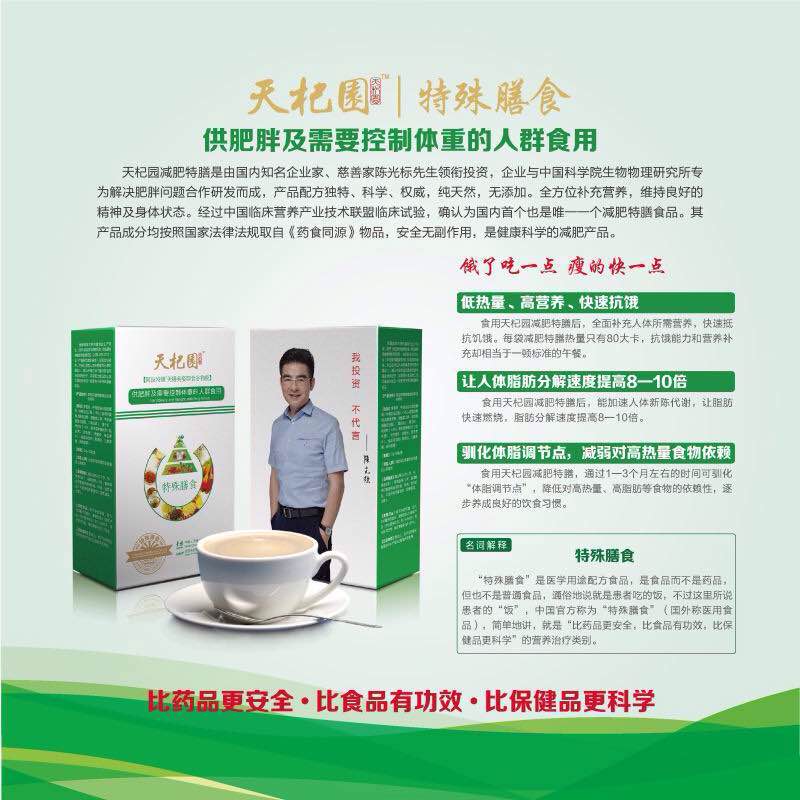 天杞園 天杞园 TM 特殊膳食
供肥胖及需要控制体重的人群食用
天杞园减肥特膳是由国内知名企业家、慈善家陈光标先生领衔投资,企业与中国科学院生物物理研究所专
为解决肥胖问题合作研发而成,产品配方独特、科学、权威,纯天然,无添加。全方位补充营养,维持良好的
精神及身体状态。经过中国临床营养产业技术联盟临床试验,确认为国内首个也是唯一一个减肥特膳食品。其
产品成分均按照国家法律法规取自《药食同源》物品,安全无副作用,是健康科学的减肥产品。
饿了吃一点 瘦的快一点
低热量、高营养、快速抗饿
食用天杞园减肥特膳后,全面补充人体所需营养,快速抵
抗饥饿。每袋减肥特膳热量只有80大卡,抗饿能力和营养补
充却相当于一顿标准的午餐。
让人体脂肪分解速度提高8—10倍
食用天杞园减肥特膳后,能加速人体新陈代谢,让脂肪
快速燃烧,脂肪分解速度提高8—10倍。
驯化体脂调节点,减弱对高热量食物依赖
食用天杞园减肥特膳,通过1—3个月左右的时间可驯化
“体脂调节点”,降低对高热量、高脂肪等食物的依赖性,逐
步养成良好的饮食习惯。
名词解释
特殊膳食
“特殊膳食”是医学用途配方食品,是食品而不是药品,
但也不是普通食品,通俗地说就是患者吃的饭,不过这里所说
患者的“饭”,中国官方称为“特殊膳食”(国外称医用食
品),简单地讲,就是“比药品更安全,比食品有功效,比保
健品更科学”的营养治疗类别。
天杞園
供肥胖及需要控制体重的人群食用
特殊膳食
我投资 不代言
——陈光标
比药品更安全·比食品有功效·比保健品更科学